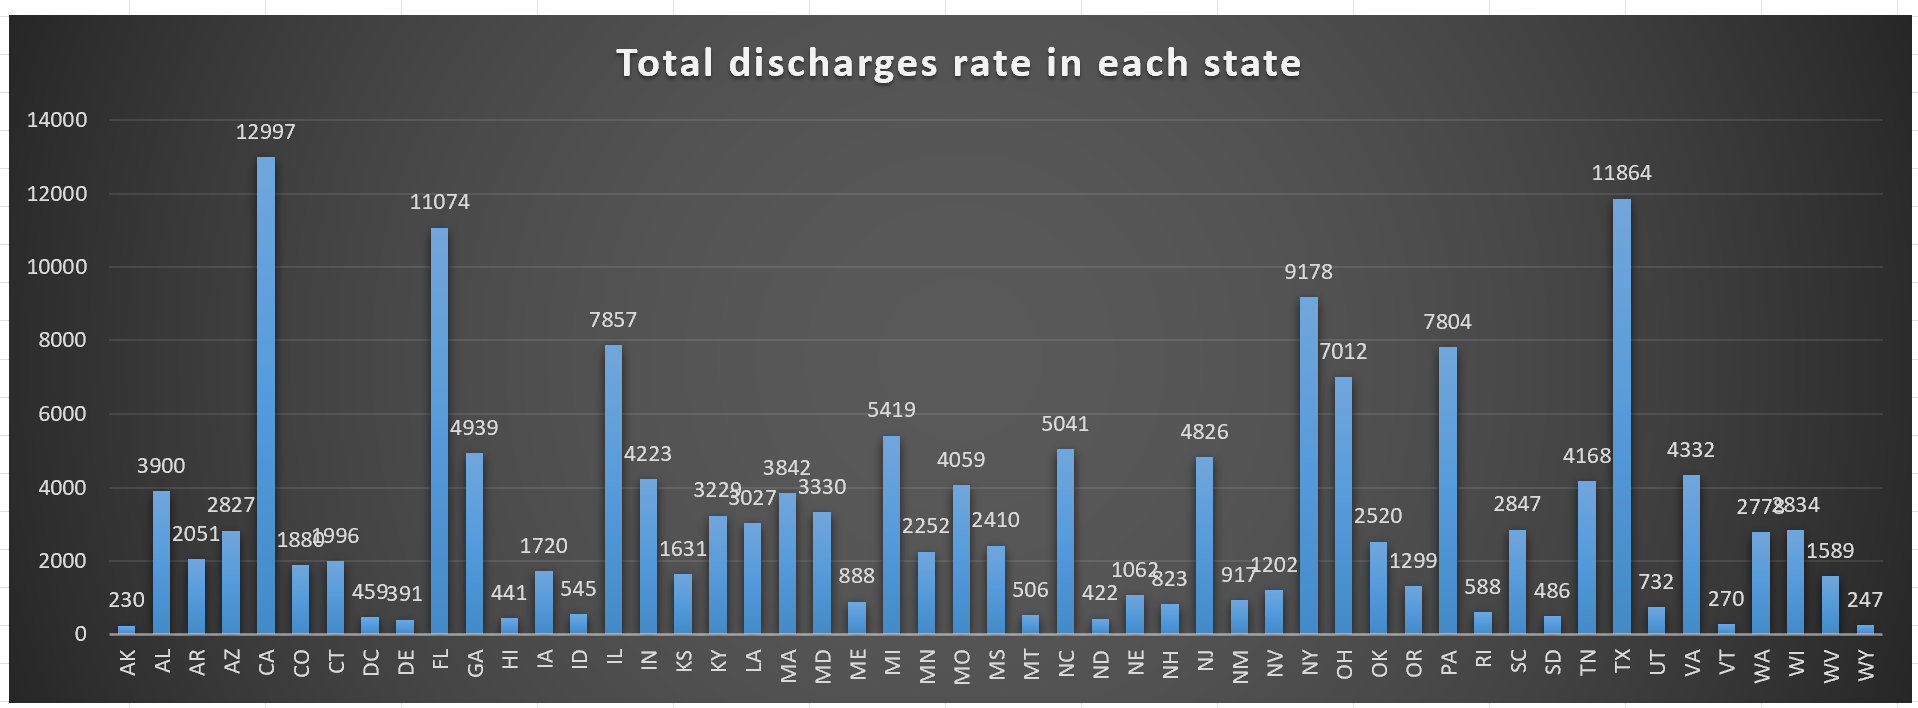 Total discharges rate in each state
14000
12000
10000
8000
6000
4000
2000
0
230
3900
2051
2827
12997
1880
1996
459
391
11074
4939
441
1720
545
7857
4223
1631
3229
3027
3842
3330
888
5419
2252
4059
2410
506
5041
422
1062
823
4826
917
1202
9178
7012
2520
1299
7804
588
2847
486
4168
11864
732
4332
270
2778
2834
1589
247
AK
AL
AR
AZ
CA
CO
CT
DC
DE
FL
GA
HI
IA
ID
IL
IN
KS
KY
LA
MA
MD
ME
MI
MN
MO
MS
MT
NC
ND
NE
NH
NJ
NM
NV
NY
OH
OK
OR
PA
RI
SC
SD
TN
TX
UT
VA
VT
WA
WI
WV
WY